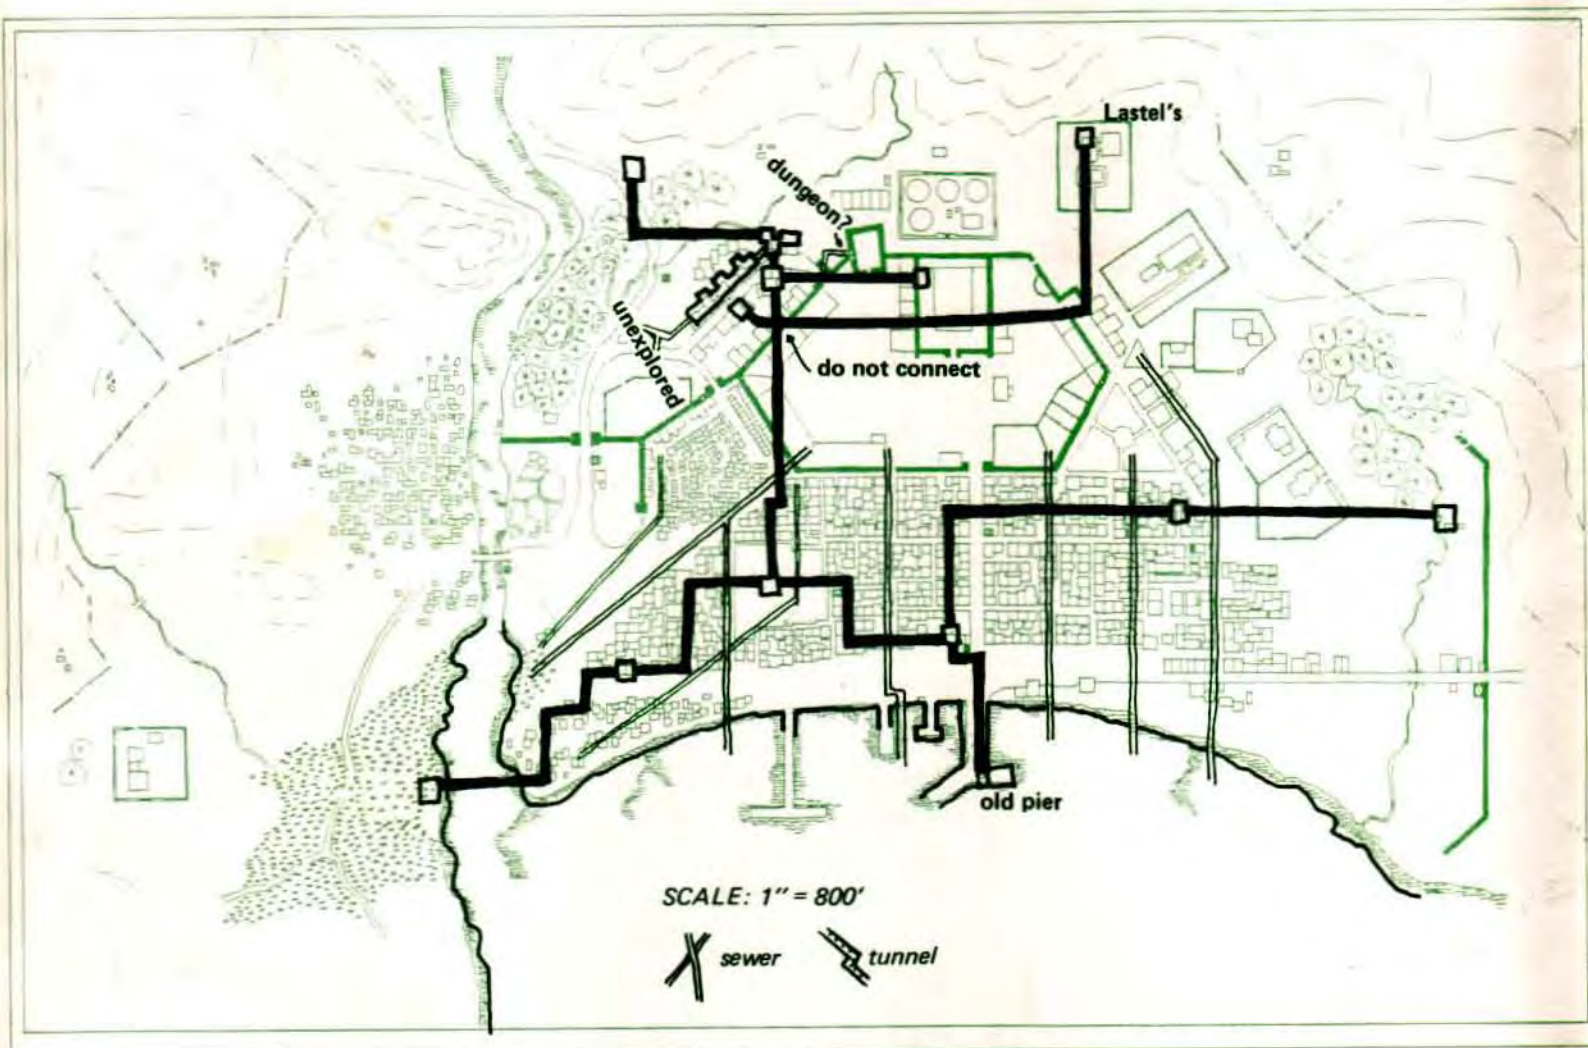 Lastel's
dungeon?
unexplored
do not connect
old pier
SCALE: 1" = 800'
sewer
tunnel